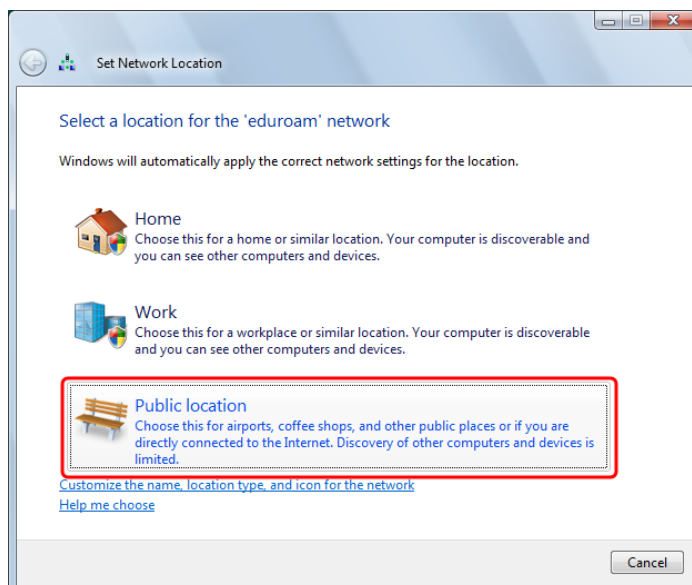 Set Network Location
Select a location for the 'eduroam' network
Windows will automatically apply the correct network settings for the location.
Home
Choose this for a home or similar location. Your computer is discoverable and
you can see other computers and devices.
Work
Choose this for a workplace or similar location. Your computer is discoverable
and you can see other computers and devices.
Public location
Choose this for airports, coffee shops, and other public places or if you are
directly connected to the Internet. Discovery of other computers and devices is
limited.
Customize the name, location type, and icon for the network
Help me choose
Cancel